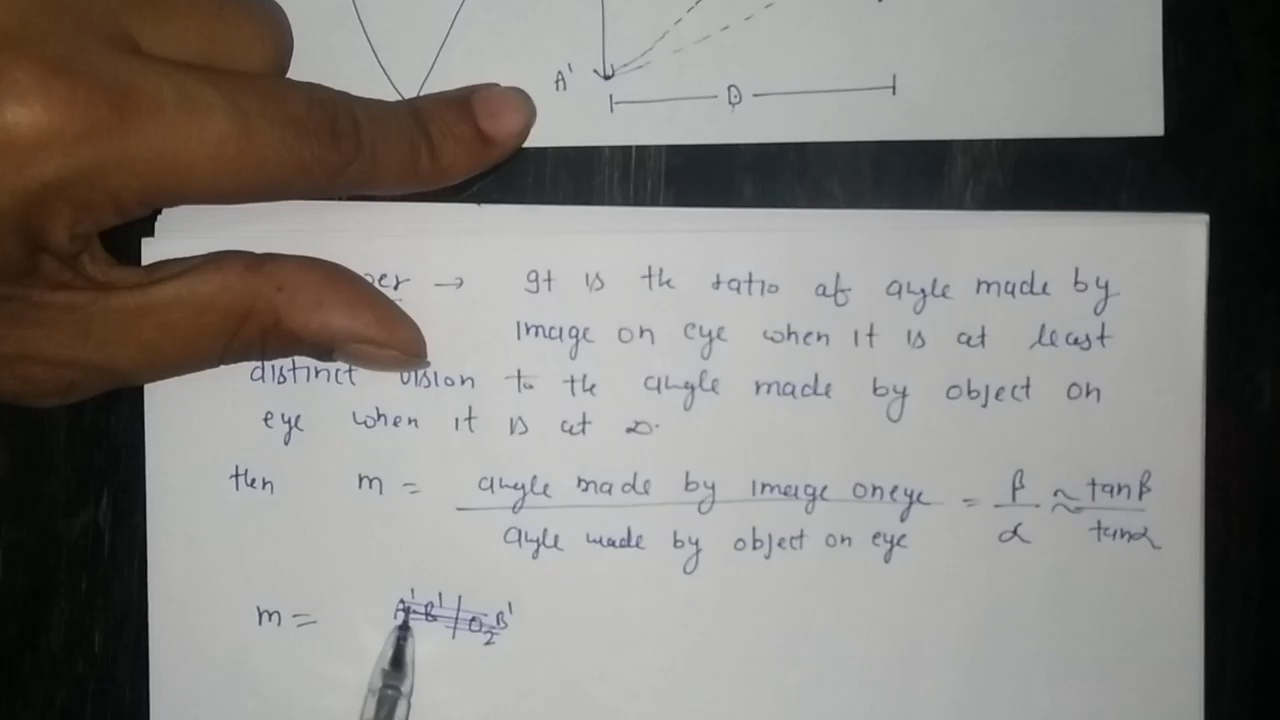 A'
D
→ It is the ratio of angle made by
image on eye when it is at least
distinct vision to the angle made by object on
eye when it is at ∞.
then m = angle made by image on eye / Agle made by object on eye = β / α ≈ tanβ / tanα
m = A'B' / O₂B'